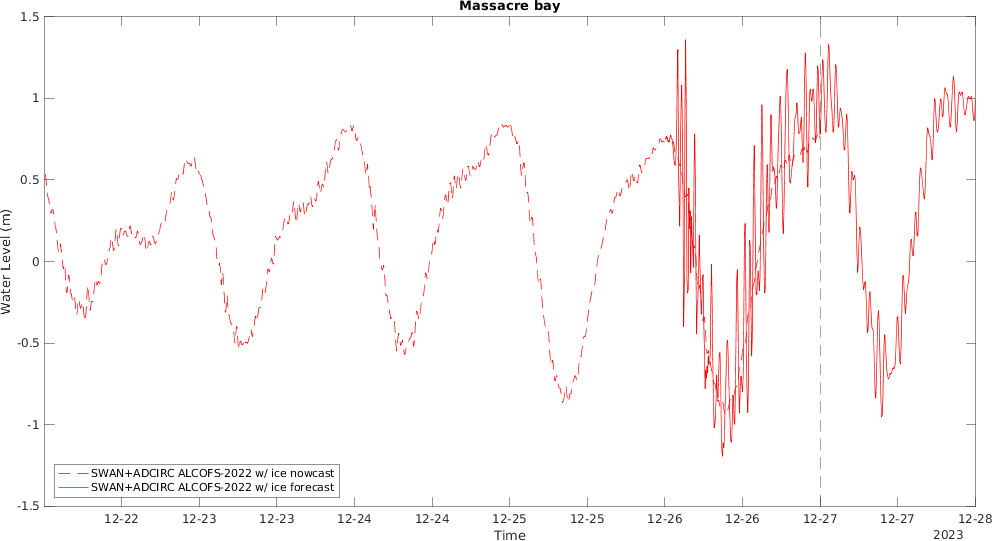 Massacre bay
1.5
1
0.5
0
-0.5
-1
-1.5
Water Level (m)
SWAN+ADCIRC ALCOFS-2022 w/ ice nowcast
SWAN+ADCIRC ALCOFS-2022 w/ ice forecast
12-22 12-23 12-23 12-24 12-24 12-25 12-25 12-26 12-26 12-27 12-27 12-28
Time
2023